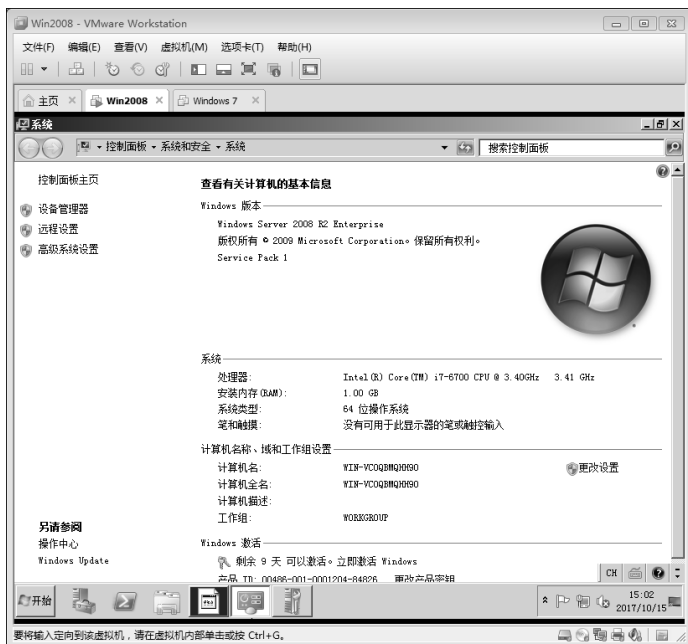 Win2008 - VMware Workstation
文件(F) 编辑(E) 查看(V) 虚拟机(M) 选项卡(T) 帮助(H)
主页 Win2008 Windows 7
系统
控制面板 系统和安全 系统 搜索控制面板
控制面板主页
设备管理器
远程设置
高级系统设置
查看有关计算机的基本信息
Windows 版本
Windows Server 2008 R2 Enterprise
版权所有 © 2009 Microsoft Corporation。保留所有权利。
Service Pack 1
系统
处理器: Intel(R) Core(TM) i7-6700 CPU @ 3.40GHz 3.41 GHz
安装内存(RAM): 1.00 GB
系统类型: 64 位操作系统
笔和触摸: 没有可用于此显示器的笔或触控输入
计算机名称、域和工作组设置
计算机名: WIN-VCOQBMQHH90 更改设置
计算机全名: WIN-VCOQBMQHH90
计算机描述:
工作组: WORKGROUP
Windows 激活
剩余 9 天 可以激活。立即激活 Windows
产品 ID: 00486-001-0001204-84826 更改产品密钥
另请参阅
操作中心
Windows Update
CH
开始
15:02
2017/10/15
要将输入定向到该虚拟机，请在虚拟机内部单击或按 Ctrl+G。